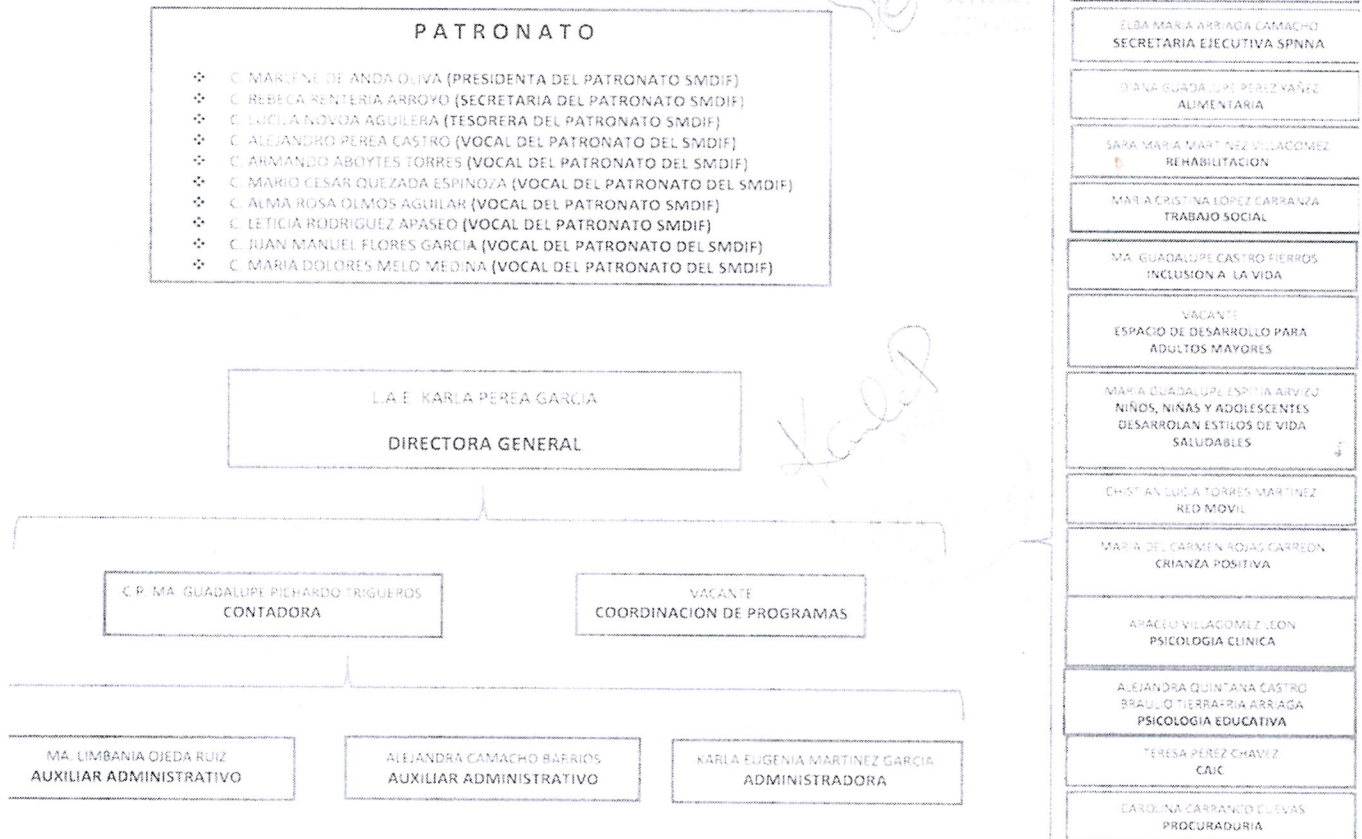 PATRONATO
❖ C. MARLENE DE ANDA OLIVA (PRESIDENTA DEL PATRONATO SMDIF)
❖ C. REBECA RENTERIA ARROYO (SECRETARIA DEL PATRONATO SMDIF)
❖ C. LUCILA NOVOA AGUILERA (TESORERA DEL PATRONATO SMDIF)
❖ C. ALEJANDRO PEREA CASTRO (VOCAL DEL PATRONATO DEL SMDIF)
❖ C. ARMANDO ABOYTES TORRES (VOCAL DEL PATRONATO DEL SMDIF)
❖ C. MARIO CESAR QUEZADA ESPINOZA (VOCAL DEL PATRONATO DEL SMDIF)
❖ C. ALMA ROSA OLMOS AGUILAR (VOCAL DEL PATRONATO DEL SMDIF)
❖ C. LETICIA RODRIGUEZ APASEO (VOCAL DEL PATRONATO DEL SMDIF)
❖ C. JUAN MANUEL FLORES GARCIA (VOCAL DEL PATRONATO DEL SMDIF)
❖ C. MARIA DOLORES MELO MEDINA (VOCAL DEL PATRONATO DEL SMDIF)
L.A.E. KARLA PEREA GARCIA
DIRECTORA GENERAL
C.P. MA. GUADALUPE PICHARDO TRIGUEROS
CONTADORA
VACANTE
COORDINACION DE PROGRAMAS
MA. LIMBANIA OJEDA RUIZ
AUXILIAR ADMINISTRATIVO
ALEJANDRA CAMACHO BARRIOS
AUXILIAR ADMINISTRATIVO
KARLA EUGENIA MARTINEZ GARCIA
ADMINISTRADORA
ELBA MARIA ARRIAGA CAMACHO
SECRETARIA EJECUTIVA SPNNA
DIANA GUADALUPE PEREZ YAÑEZ
ALIMENTARIA
SARA MARIA MARTINEZ VILLAGOMEZ
REHABILITACION
MARIA CRISTINA LOPEZ CARRANZA
TRABAJO SOCIAL
MA. GUADALUPE CASTRO FIERROS
INCLUSION A LA VIDA
VACANTE
ESPACIO DE DESARROLLO PARA
ADULTOS MAYORES
MARIA GUADALUPE ESPITIA ARVIZO
NIÑOS, NIÑAS Y ADOLESCENTES
DESARROLAN ESTILOS DE VIDA
SALUDABLES
CHISTIAN LUCIA TORRES MARTINEZ
RED MOVIL
MARIA DEL CARMEN ROJAS CARREON
CRIANZA POSITIVA
ARACELI VILLAGOMEZ LEON
PSICOLOGIA CLINICA
ALEJANDRA QUINTANA CASTRO
BRAULIO TIERRAFRIA ARRIAGA
PSICOLOGIA EDUCATIVA
TERESA PEREZ CHAVEZ
CAIC
CAROLINA CARRANCO CUEVAS
PROCURADURIA